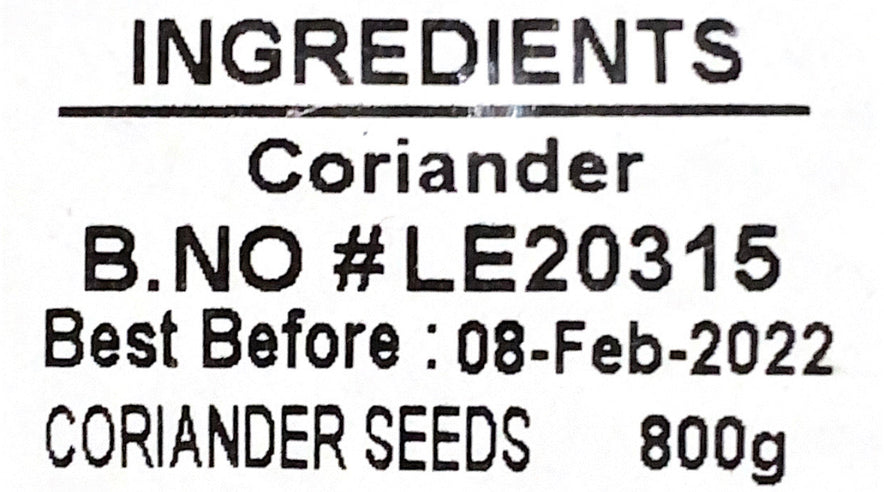 INGREDIENTS
Coriander
B.NO #LE20315
Best Before : 08-Feb-2022
CORIANDER SEEDS 800g